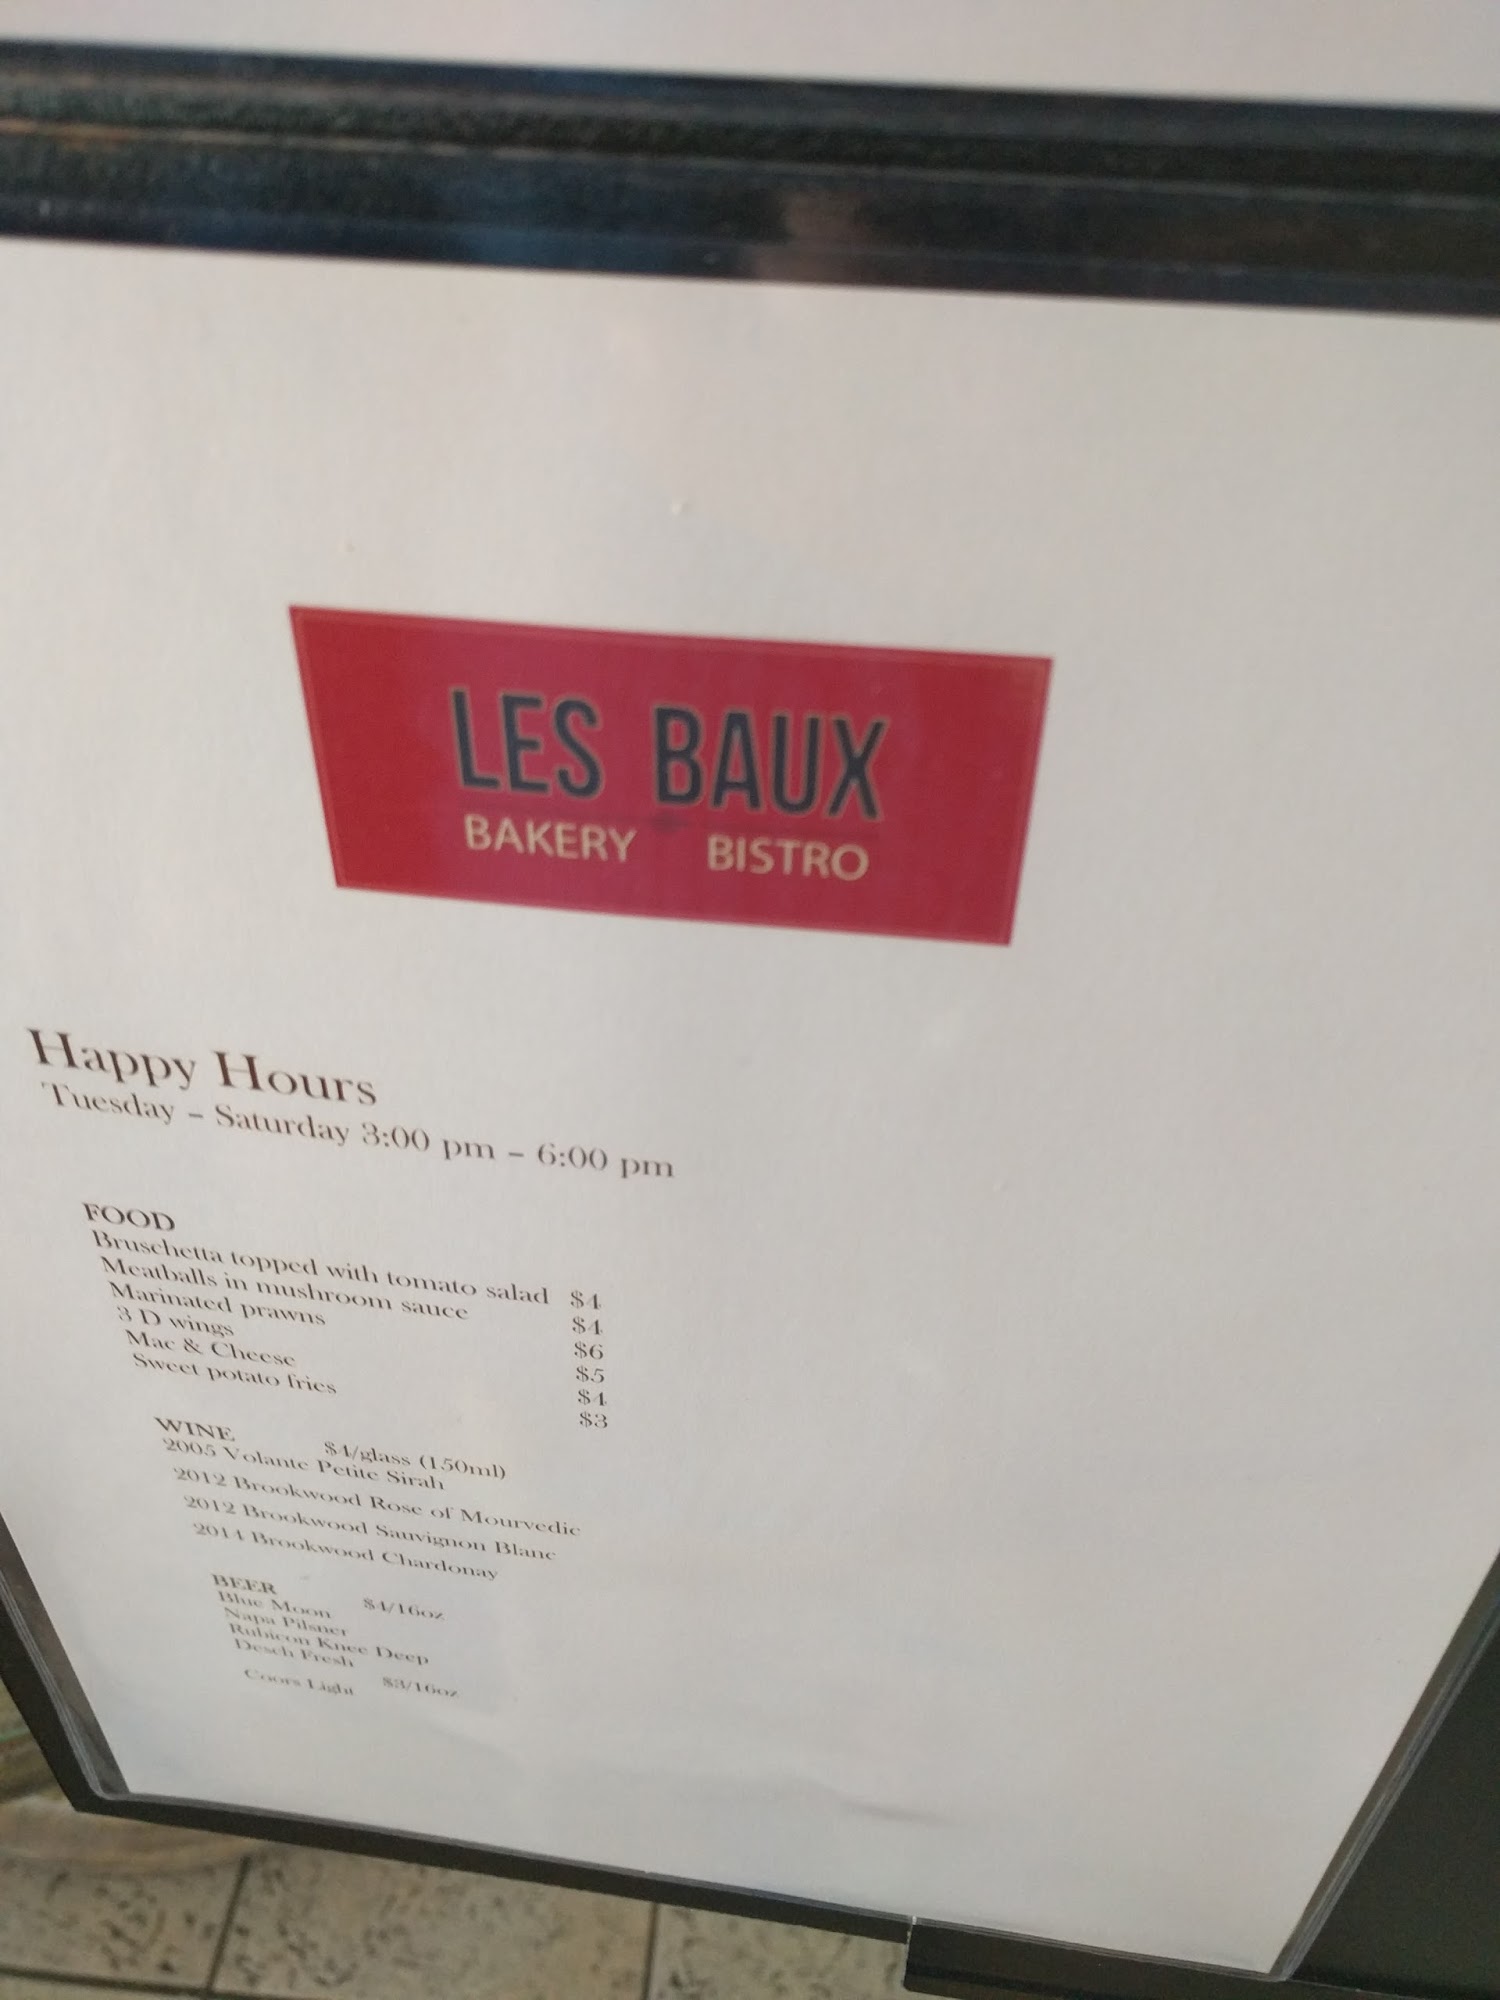 LES BAUX
BAKERY BISTRO
Happy Hours
Tuesday – Saturday 3:00 pm – 6:00 pm
FOOD
Bruschetta topped with tomato salad $4
Meatballs in mushroom sauce $4
Marinated prawns $6
3 D wings $5
Mac & Cheese $4
Sweet potato fries $3
WINE $4/glass (150ml)
2005 Volante Petite Sirah
2012 Brookwood Rose of Mourvedic
2012 Brookwood Sauvignon Blanc
2014 Brookwood Chardonay
BEER $4/16oz
Blue Moon
Napa Pilsner
Rubicon Knee Deep
Desch Fresh
Coors Light $3/16oz